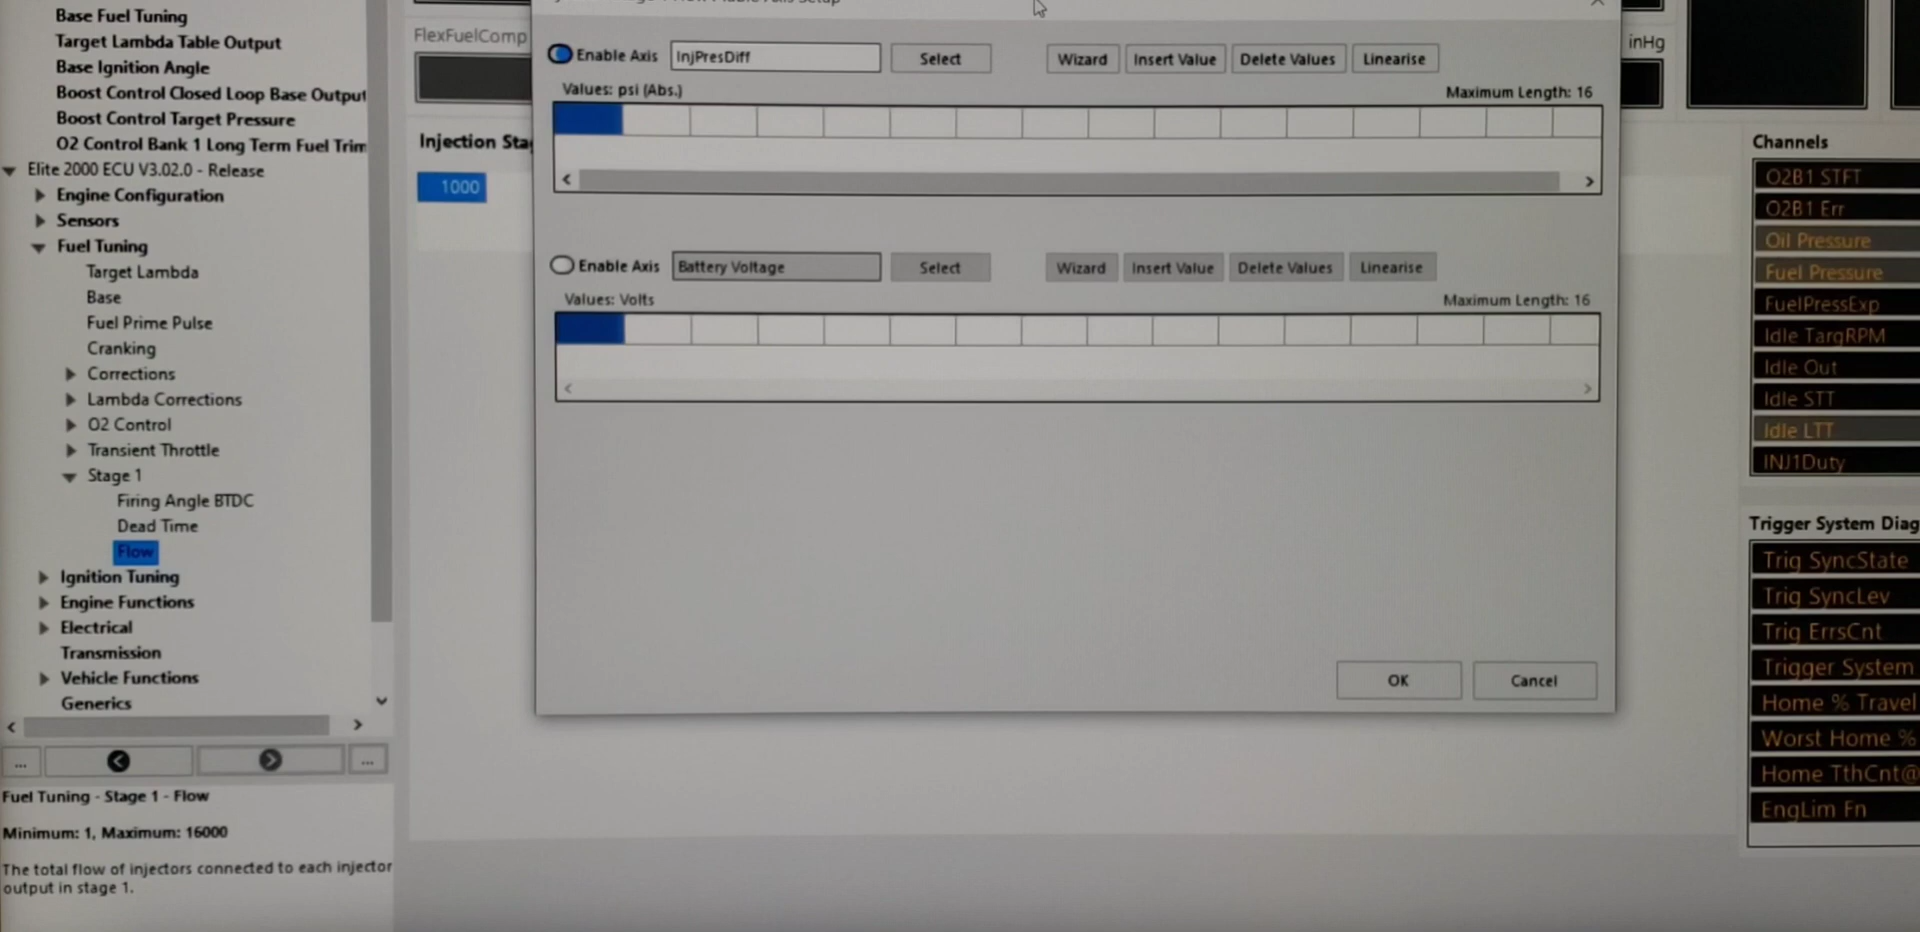 Base Fuel Tuning
Target Lambda Table Output
Base Ignition Angle
Boost Control Closed Loop Base Output
Boost Control Target Pressure
O2 Control Bank 1 Long Term Fuel Trim
Elite 2000 ECU V3.02.0 - Release
Engine Configuration
Sensors
Fuel Tuning
Target Lambda
Base
Fuel Prime Pulse
Cranking
Corrections
Lambda Corrections
O2 Control
Transient Throttle
Stage 1
Firing Angle BTDC
Dead Time
Flow
Ignition Tuning
Engine Functions
Electrical
Transmission
Vehicle Functions
Generics
... ...
Fuel Tuning - Stage 1 - Flow
Minimum: 1, Maximum: 16000
The total flow of injectors connected to each injector
output in stage 1.
FlexFuelComp
Injection Sta
1000
Enable Axis InjPresDiff Select Wizard Insert Value Delete Values Linearise
Values: psi (Abs.) Maximum Length: 16
Enable Axis Battery Voltage Select Wizard Insert Value Delete Values Linearise
Values: Volts Maximum Length: 16
OK Cancel
inHg
Channels
O2B1 STFT
O2B1 Err
Oil Pressure
Fuel Pressure
FuelPressExp
Idle TargRPM
Idle Out
Idle STT
Idle LTT
INJ1Duty
Trigger System Diag
Trig SyncState
Trig SyncLev
Trig ErrsCnt
Trigger System
Home % Travel
Worst Home %
Home TthCnt@
EngLim Fn